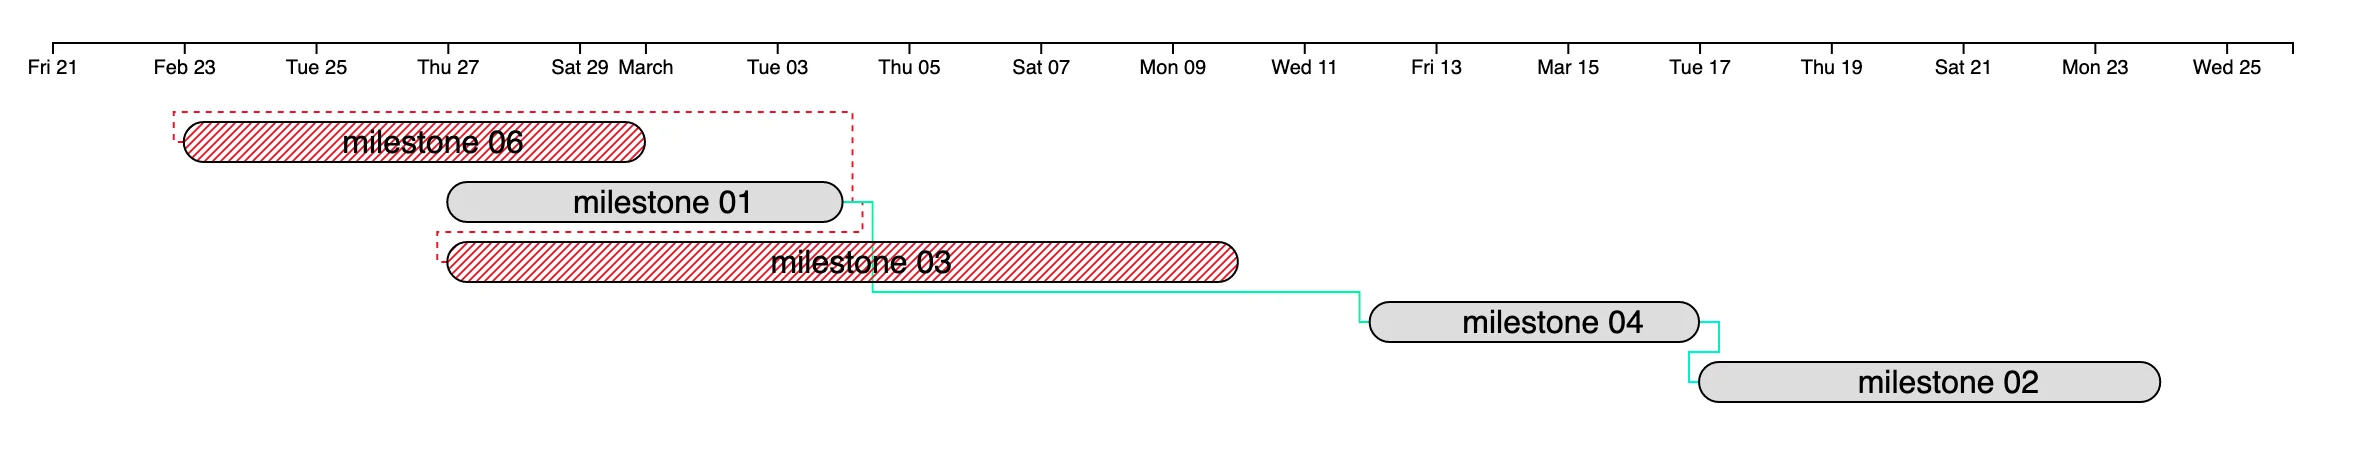 Fri 21 Feb 23 Tue 25 Thu 27 Sat 29 March Tue 03 Thu 05 Sat 07 Mon 09 Wed 11 Fri 13 Mar 15 Tue 17 Thu 19 Sat 21 Mon 23 Wed 25
milestone 06
milestone 01
milestone 03
milestone 04
milestone 02